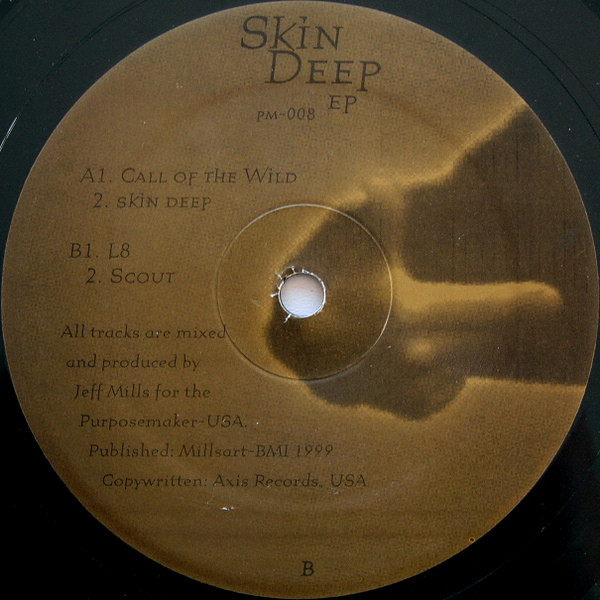 Skin
Deep
EP
PM-008
A1. Call of the Wild
2. skin deep
B1. L8
2. Scout
All tracks are mixed
and produced by
Jeff Mills for the
Purposemaker-USA.
Published: Millsart-BMI 1999
Copywritten: Axis Records, USA
B